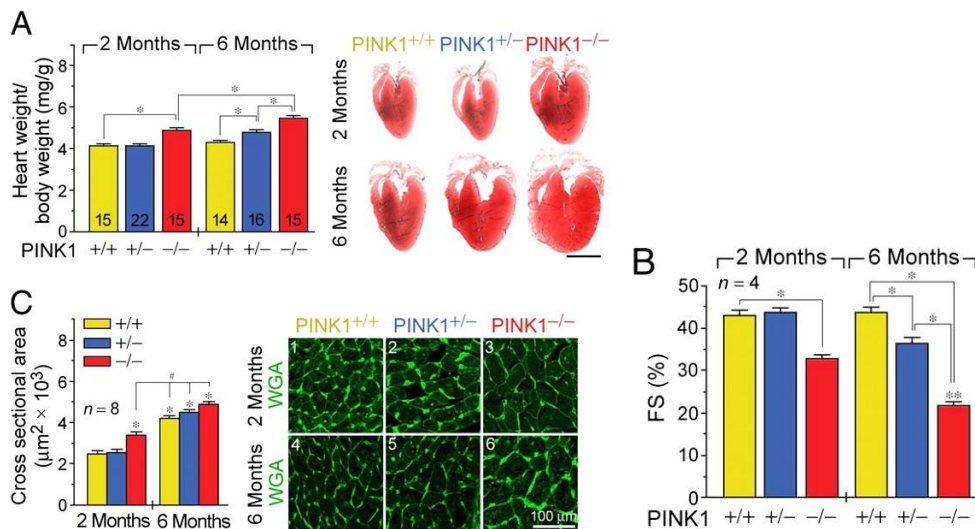 A
2 Months 6 Months
Heart weight/
body weight (mg/g)
8
6
4
2
0
15 22 15 14 16 15
* * * *
PINK1 +/+ +/− −/− +/+ +/− −/−
PINK1+/+ PINK1+/− PINK1−/−
2 Months
6 Months
B
2 Months 6 Months
n = 4
FS (%)
50
40
30
20
10
0
* * * *
**
PINK1 +/+ +/− −/− +/+ +/− −/−
C
+/+
+/−
−/−
Cross sectional area
(μm2 × 103)
8
6
4
2
0
n = 8
#
* * * *
2 Months 6 Months
PINK1+/+ PINK1+/− PINK1−/−
2 Months
WGA
1 2 3
6 Months
WGA
4 5 6
100 μm